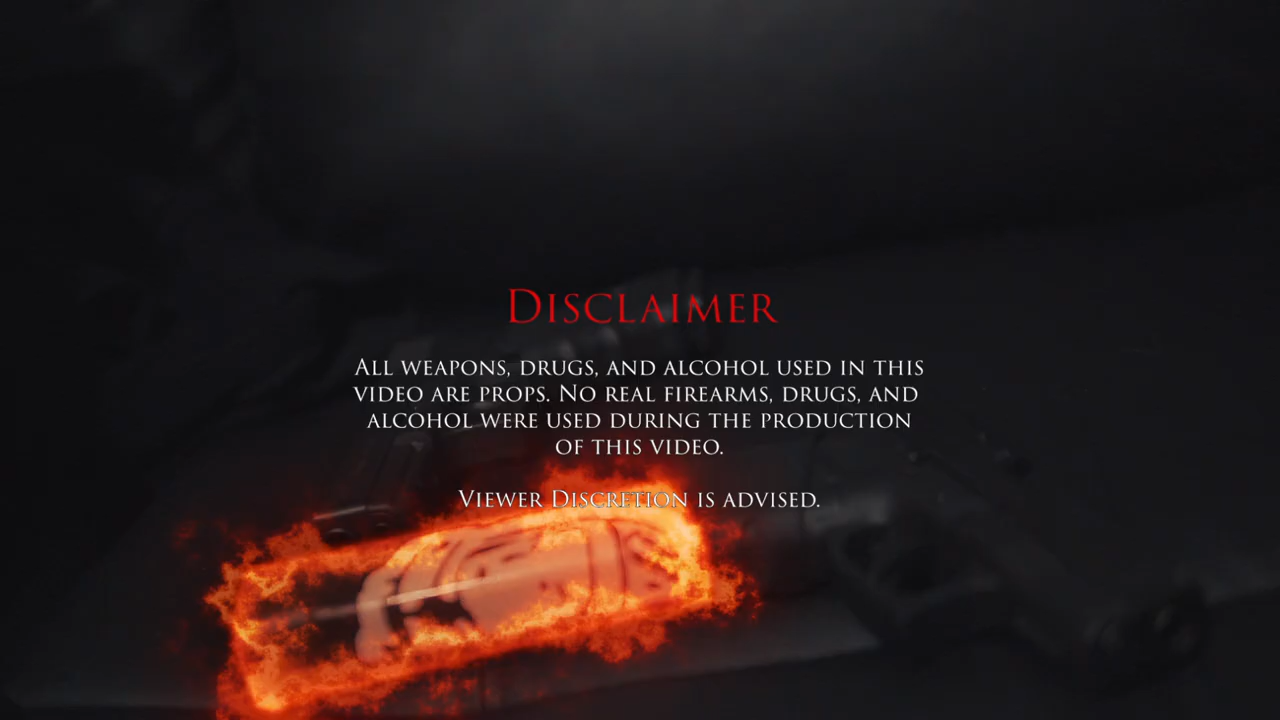 Disclaimer
All weapons, drugs, and alcohol used in this
video are props. No real firearms, drugs, and
alcohol were used during the production
of this video.
Viewer Discretion is advised.